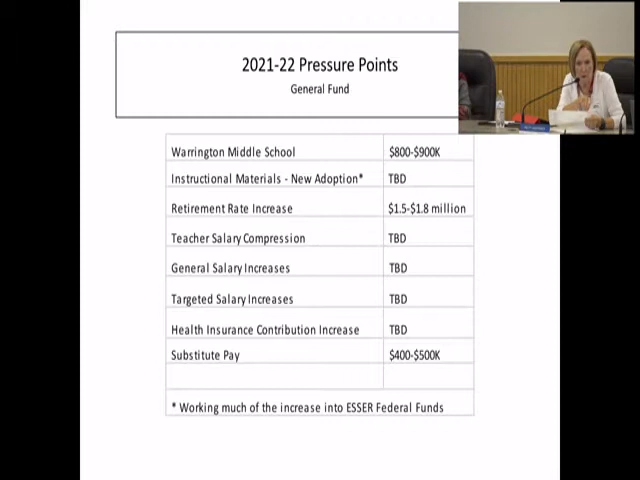 2021-22 Pressure Points
General Fund
Warrington Middle School $800-$900K
Instructional Materials - New Adoption* TBD
Retirement Rate Increase $1.5-$1.8 million
Teacher Salary Compression TBD
General Salary Increases TBD
Targeted Salary Increases TBD
Health Insurance Contribution Increase TBD
Substitute Pay $400-$500K
* Working much of the increase into ESSER Federal Funds